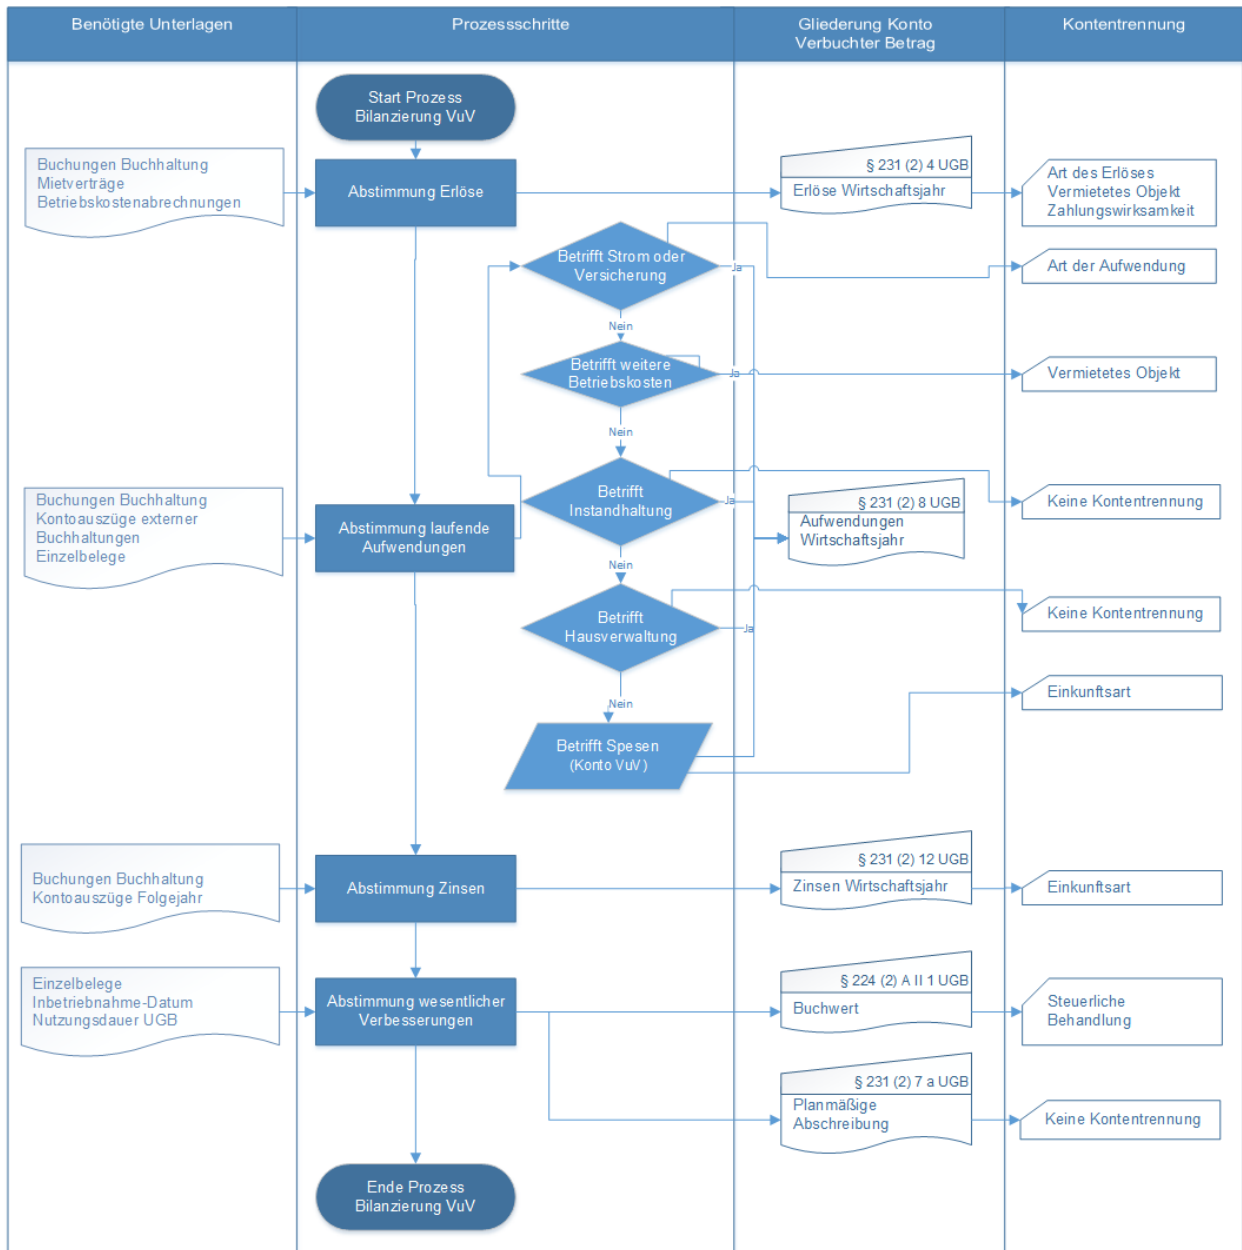 Benötigte Unterlagen
Prozessschritte
Gliederung Konto
Verbuchter Betrag
Kontentrennung
Start Prozess
Bilanzierung VuV
Buchungen Buchhaltung
Mietverträge
Betriebskostenabrechnungen
Abstimmung Erlöse
§ 231 (2) 4 UGB
Erlöse Wirtschaftsjahr
Art des Erlöses
Vermietetes Objekt
Zahlungswirksamkeit
Betrifft Strom oder
Versicherung
Ja
Art der Aufwendung
Nein
Betrifft weitere
Betriebskosten
Ja
Vermietetes Objekt
Nein
Betrifft
Instandhaltung
Ja
Keine Kontentrennung
Buchungen Buchhaltung
Kontoauszüge externer
Buchhaltungen
Einzelbelege
Abstimmung laufende
Aufwendungen
§ 231 (2) 8 UGB
Aufwendungen
Wirtschaftsjahr
Nein
Betrifft
Hausverwaltung
Ja
Keine Kontentrennung
Nein
Betrifft Spesen
(Konto VuV)
Einkunftsart
Buchungen Buchhaltung
Kontoauszüge Folgejahr
Abstimmung Zinsen
§ 231 (2) 12 UGB
Zinsen Wirtschaftsjahr
Einkunftsart
Einzelbelege
Inbetriebnahme-Datum
Nutzungsdauer UGB
Abstimmung wesentlicher
Verbesserungen
§ 224 (2) A II 1 UGB
Buchwert
Steuerliche
Behandlung
§ 231 (2) 7 a UGB
Planmäßige
Abschreibung
Keine Kontentrennung
Ende Prozess
Bilanzierung VuV